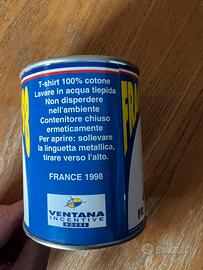 T-shirt 100% cotone
Lavare in acqua tiepida
Non disperdere
nell'ambiente
Contenitore chiuso
ermeticamente
Per aprire: sollevare
la linguetta metallica,
tirare verso l'alto.
FRANCE 1998
VENTANA
INCENTIVE
HOUSE